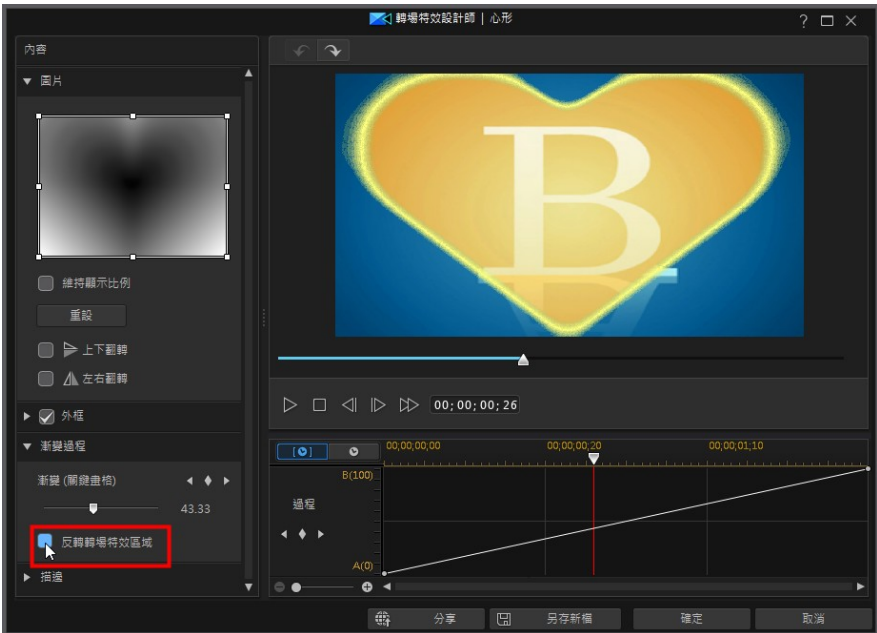 轉場特效設計師 | 心形
?
內容
圖片
維持顯示比例
重設
上下翻轉
左右翻轉
外框
漸變過程
漸變 (關鍵畫格)
43.33
反轉轉場特效區域
描邊
B
00;00;00;26
00;00;00;00
00;00;00;20
00;00;01;10
B(100)
過程
A(0)
分享
另存新檔
確定
取消